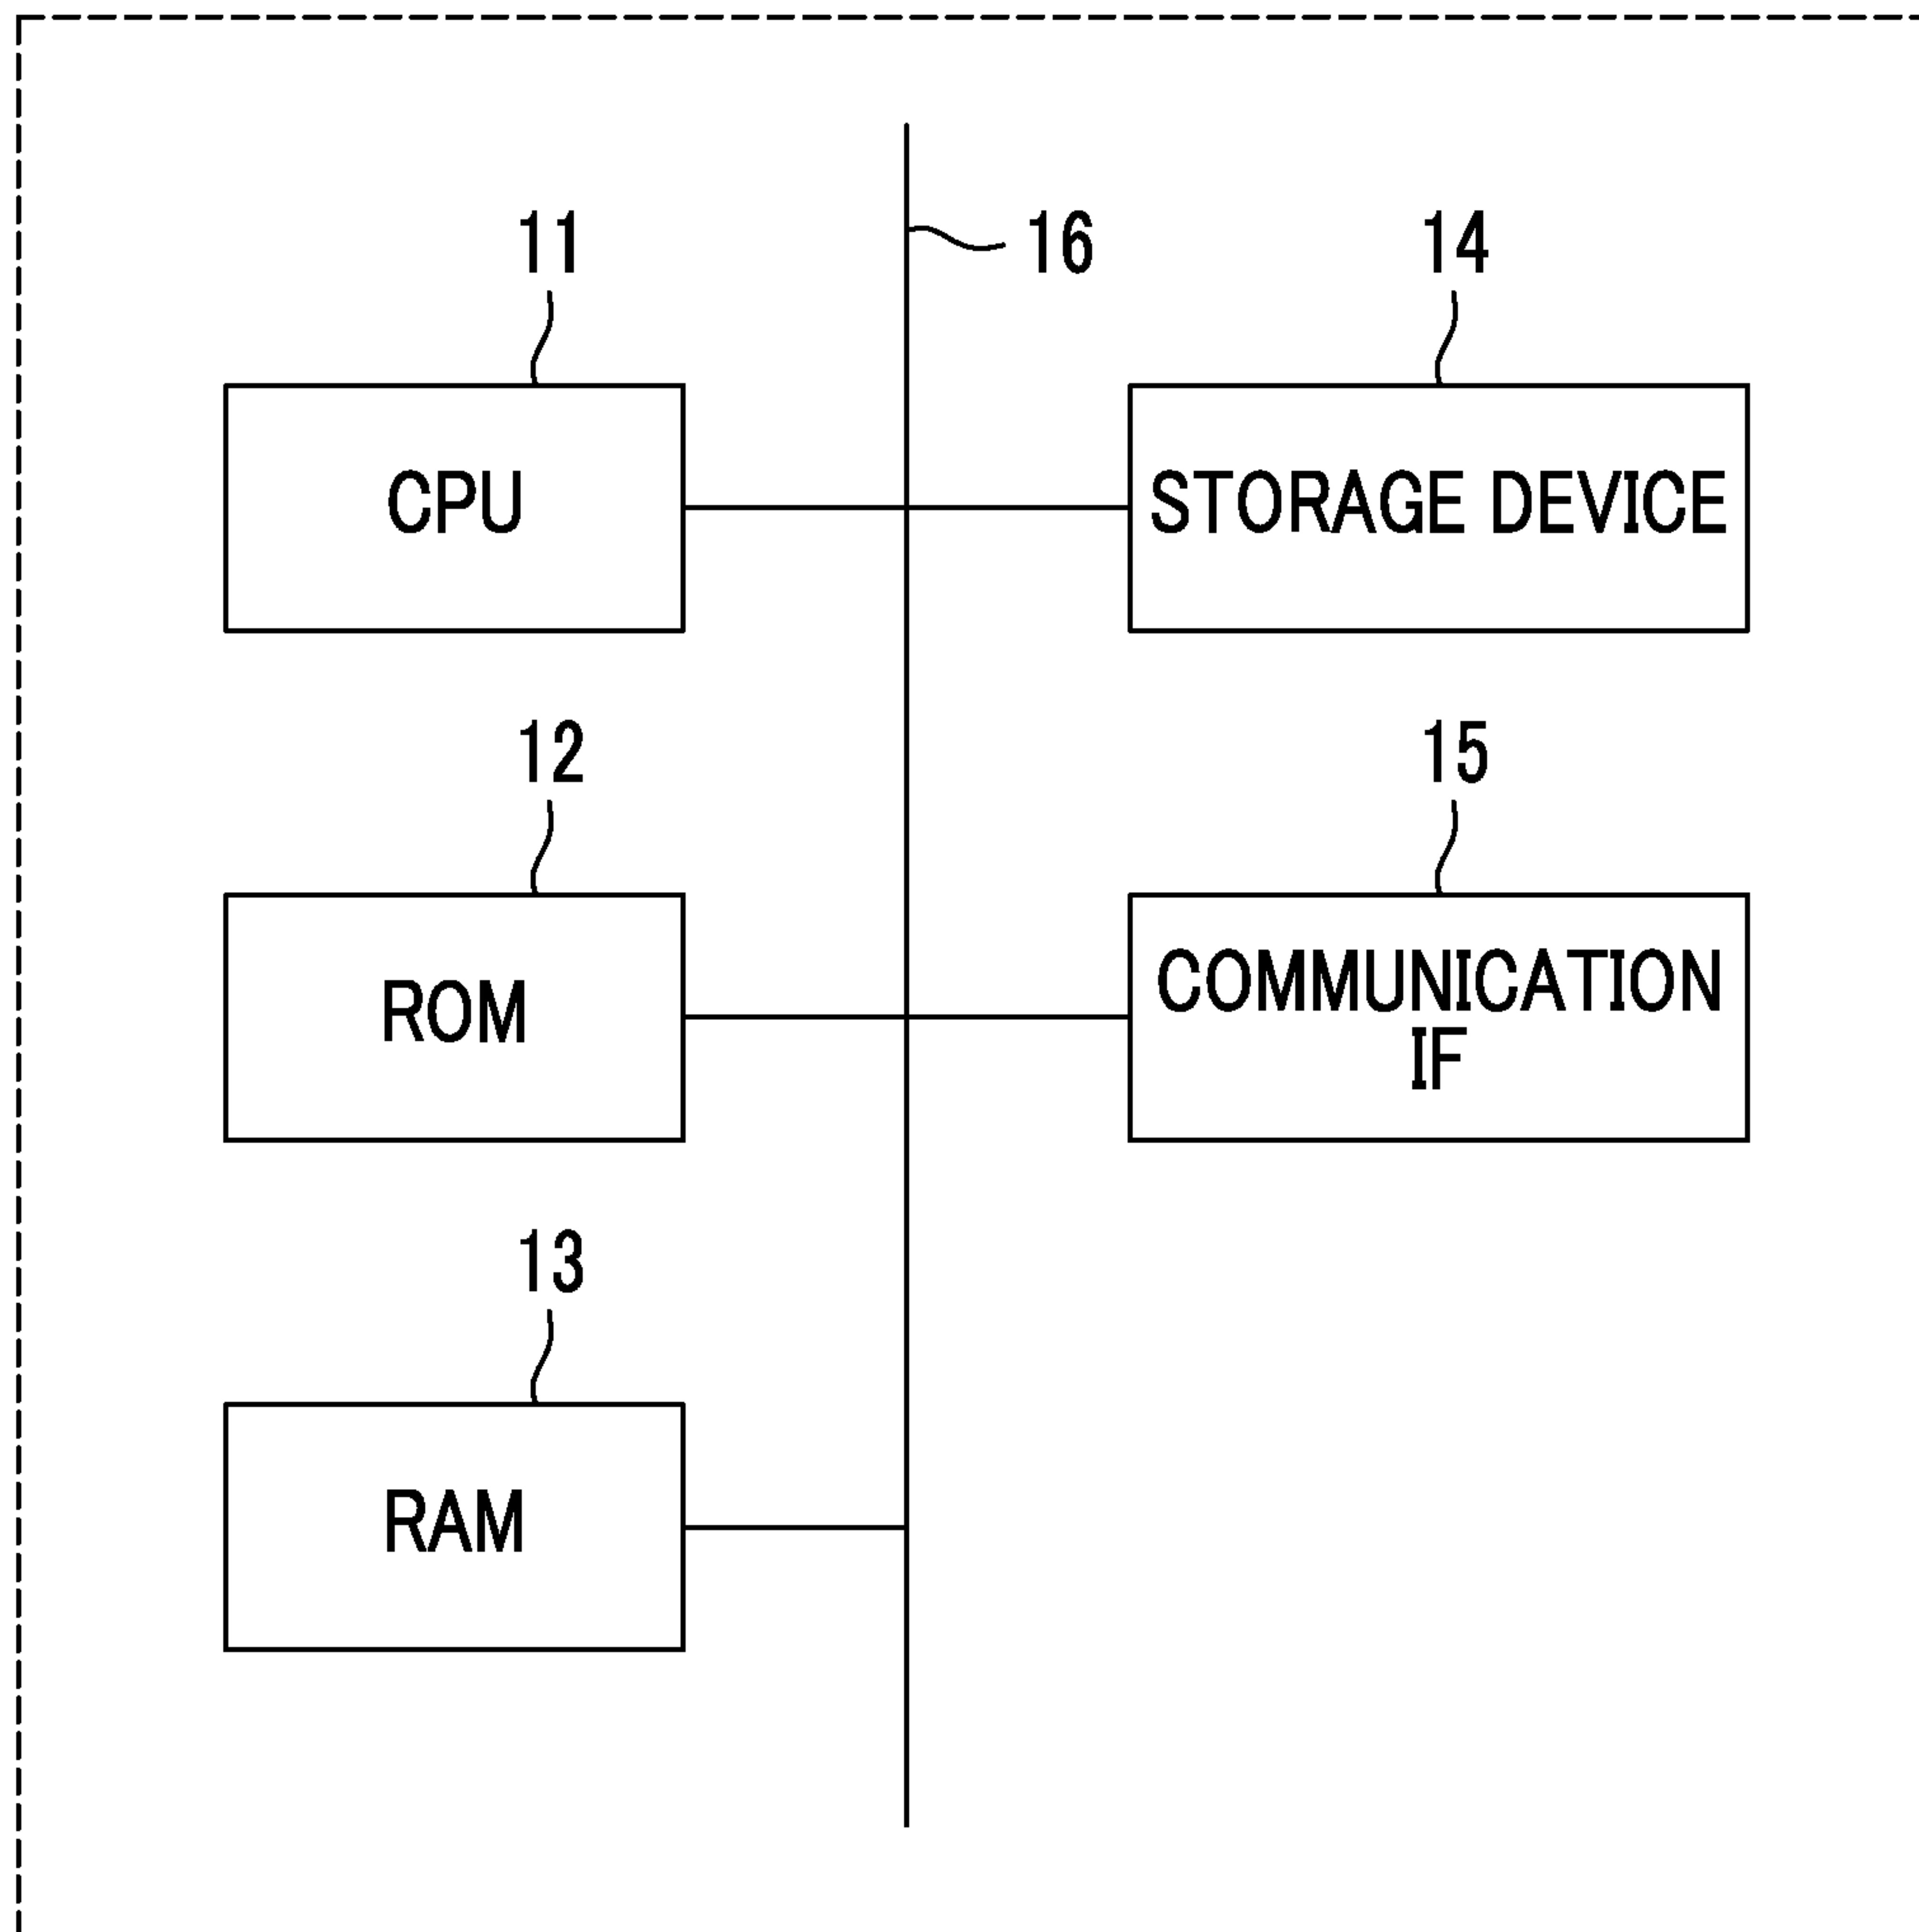 11
16
14
CPU
STORAGE DEVICE
12
15
ROM
COMMUNICATION
IF
13
RAM